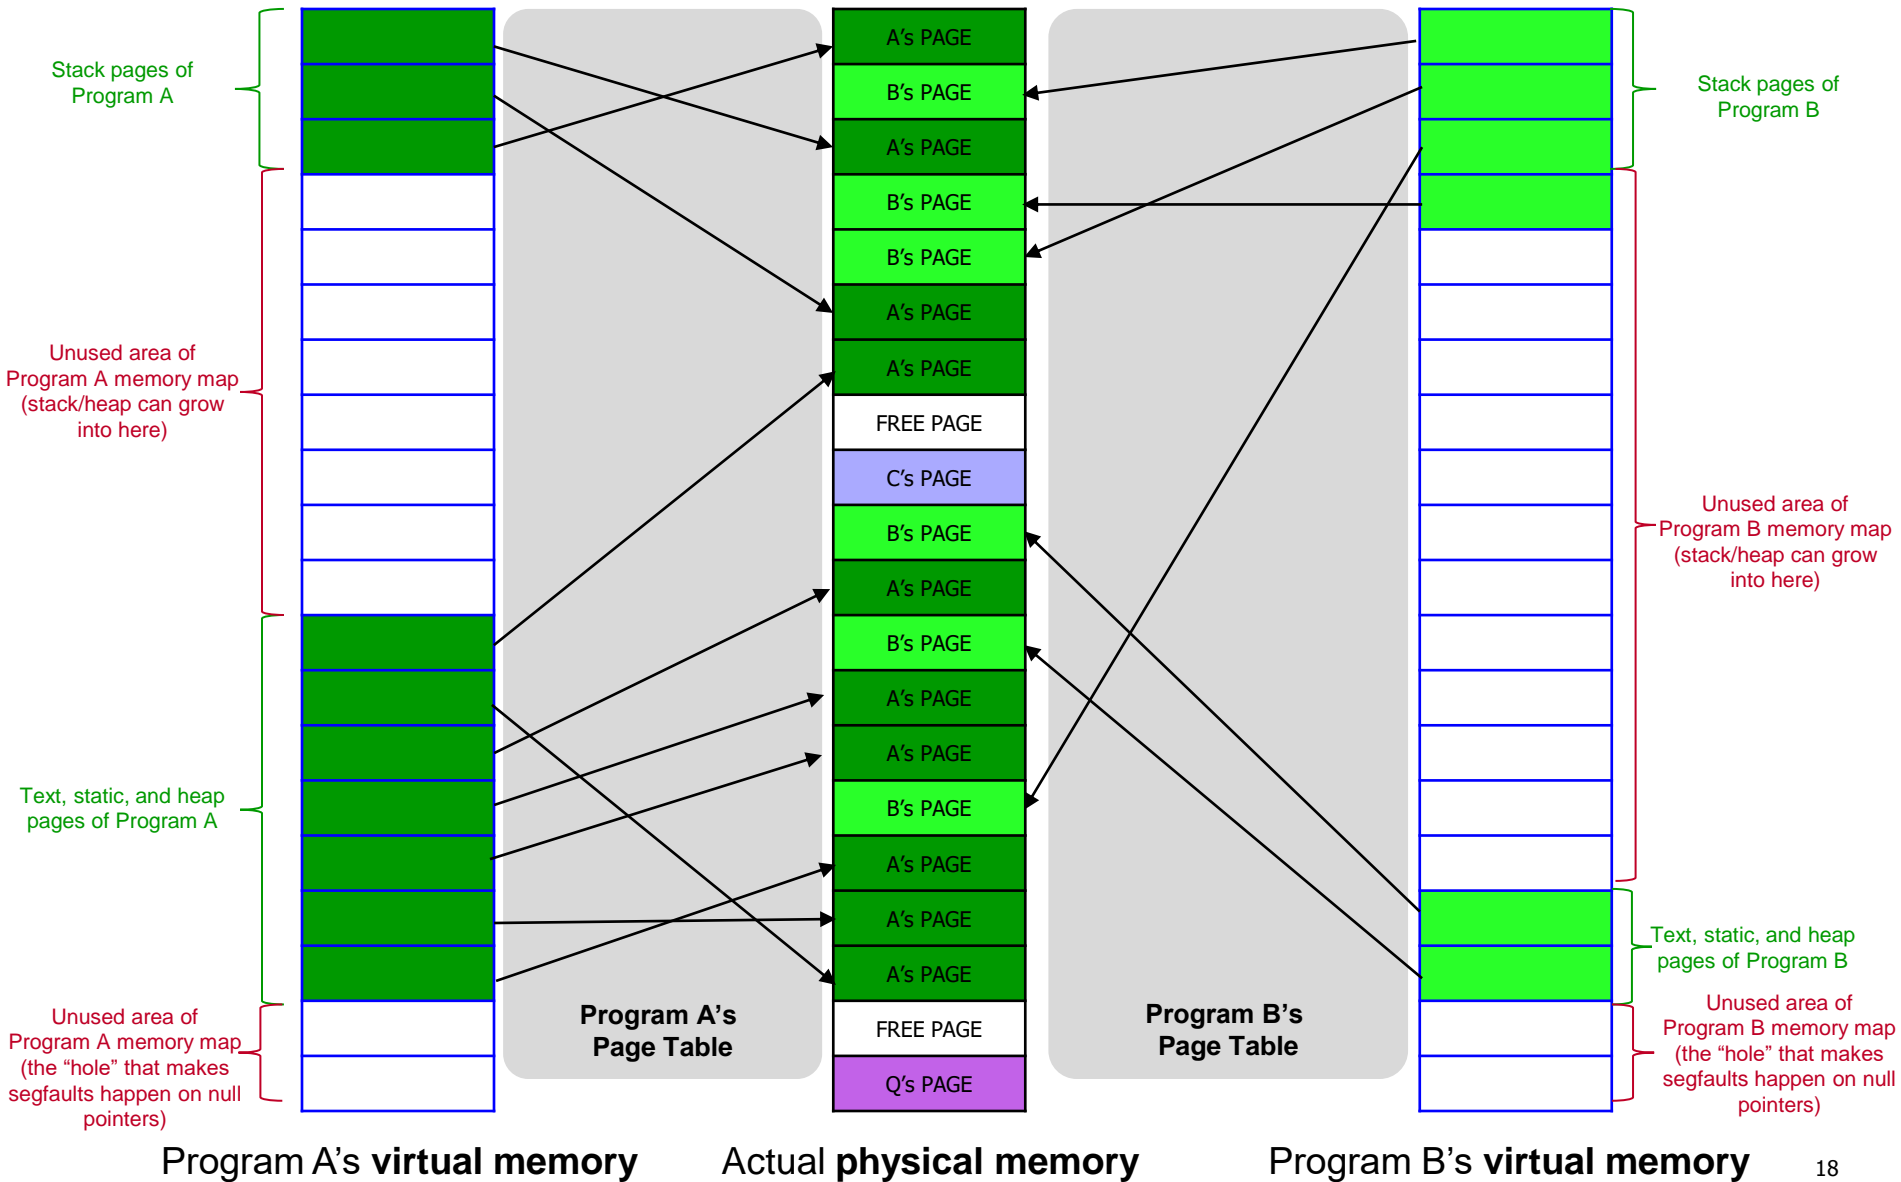 Stack pages of
Program A
Unused area of
Program A memory map
(stack/heap can grow
into here)
Text, static, and heap
pages of Program A
Unused area of
Program A memory map
(the “hole” that makes
segfaults happen on null
pointers)
Program A’s
Page Table
A’s PAGE
B’s PAGE
A’s PAGE
B’s PAGE
B’s PAGE
A’s PAGE
A’s PAGE
FREE PAGE
C’s PAGE
B’s PAGE
A’s PAGE
B’s PAGE
A’s PAGE
A’s PAGE
B’s PAGE
A’s PAGE
A’s PAGE
A’s PAGE
FREE PAGE
Q’s PAGE
Program B’s
Page Table
Stack pages of
Program B
Unused area of
Program B memory map
(stack/heap can grow
into here)
Text, static, and heap
pages of Program B
Unused area of
Program B memory map
(the “hole” that makes
segfaults happen on null
pointers)
Program A’s virtual memory
Actual physical memory
Program B’s virtual memory
18